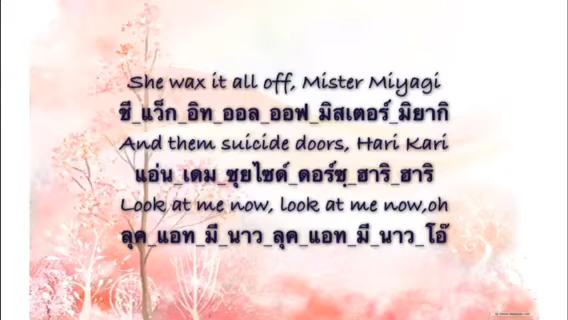 She wax it all off, Mister Miyagi
ชี_แว็ก_อิท_ออล_ออฟ_มิสเตอร์_มิยากิ
And them suicide doors, Hari Kari
แอ่น_เดม_ซุยไซด์_ดอร์ซฺ_ฮาริ_ฮาริ
Look at me now, look at me now,oh
ลุค_แอท_มี_นาว_ลุค_แอท_มี_นาว_โอ๊